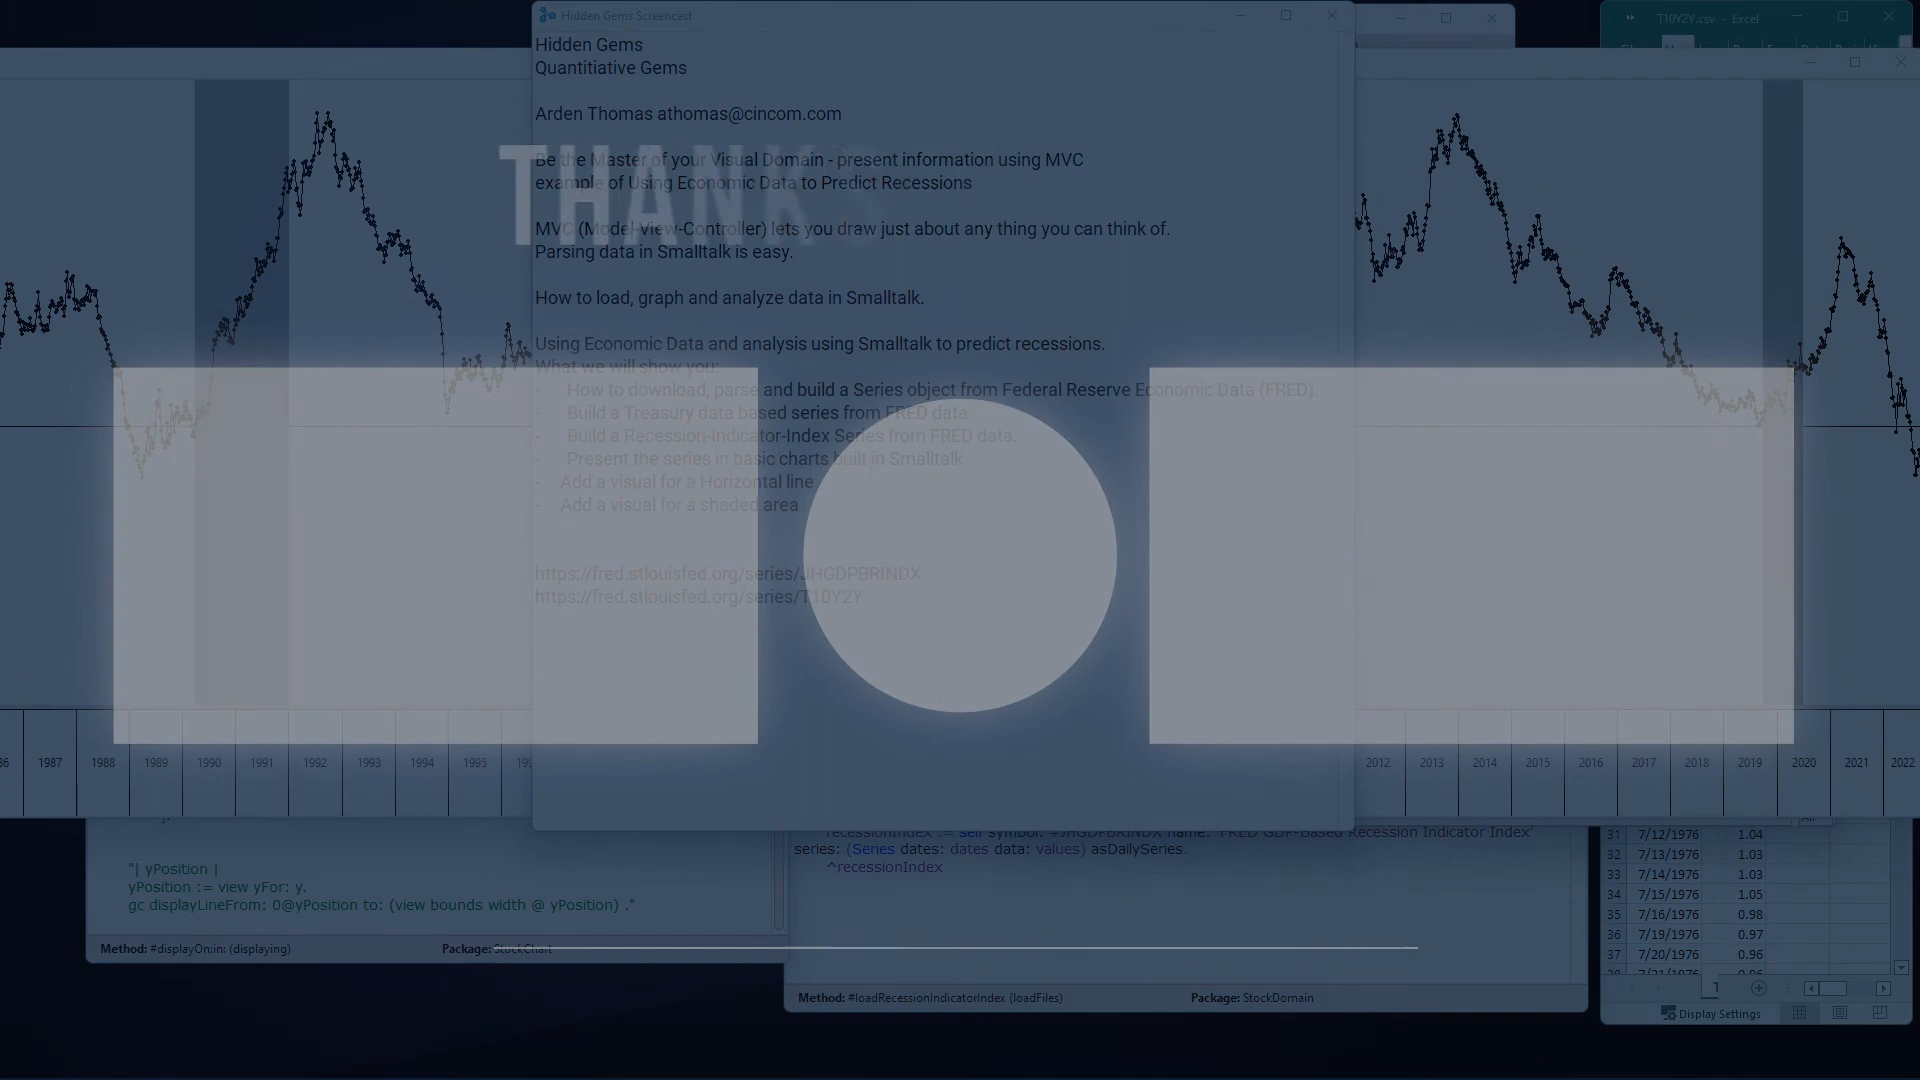 Hidden Gems Screencast
T10Y2Y.csv - Excel
Hidden Gems
Quantitiative Gems
Arden Thomas athomas@cincom.com
THANKS
Be the Master of your Visual Domain - present information using MVC
example of Using Economic Data to Predict Recessions
MVC (Model-View-Controller) lets you draw just about any thing you can think of.
Parsing data in Smalltalk is easy.
How to load, graph and analyze data in Smalltalk.
Using Economic Data and analysis using Smalltalk to predict recessions.
What we will show you:
- How to download, parse and build a Series object from Federal Reserve Economic Data (FRED).
- Build a Treasury data based series from FRED data
- Build a Recession-Indicator-Index Series from FRED data.
- Present the series in basic charts built in Smalltalk
- Add a visual for a Horizontal line
- Add a visual for a shaded area
https://fred.stlouisfed.org/series/JHGDPBRINDX
https://fred.stlouisfed.org/series/T10Y2Y
1987 1988 1989 1990 1991 1992 1993 1994 1995
2012 2013 2014 2015 2016 2017 2018 2019 2020 2021 2022
"| yPosition |
yPosition := view yFor: y.
gc displayLineFrom: 0@yPosition to: (view bounds width @ yPosition) ."
Method: #displayOn:in: (displaying) Package: StockChart
recessionIndex := self symbol: #JHGDPBRINDX name: 'FRED GDP-Based Recession Indicator Index'
series: (Series dates: dates data: values) asDailySeries.
^recessionIndex
Method: #loadRecessionIndicatorIndex (loadFiles) Package: StockDomain
31 7/12/1976 1.04
32 7/13/1976 1.03
33 7/14/1976 1.03
34 7/15/1976 1.05
35 7/16/1976 0.98
36 7/19/1976 0.97
37 7/20/1976 0.96
Display Settings